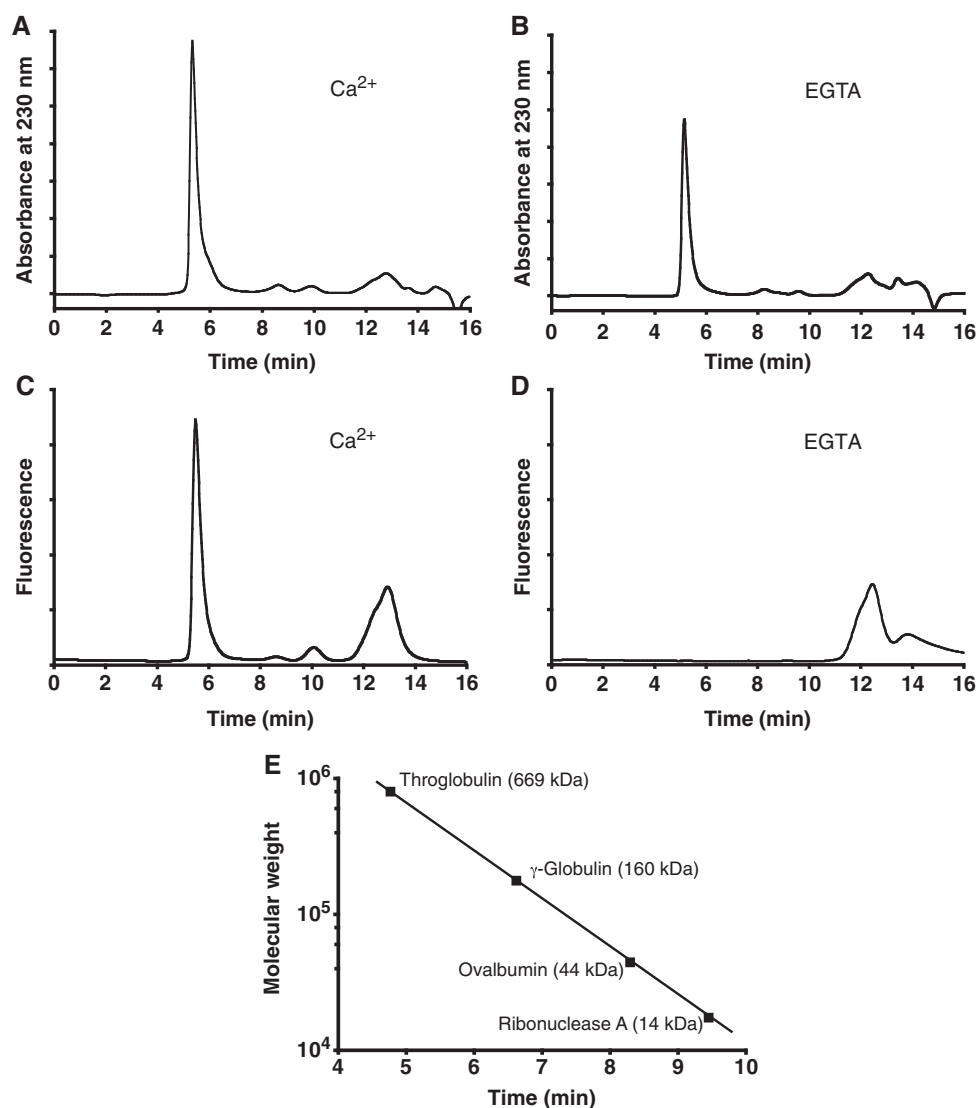 A
Absorbance at 230 nm
Ca2+
0 2 4 6 8 10 12 14 16
Time (min)
B
Absorbance at 230 nm
EGTA
0 2 4 6 8 10 12 14 16
Time (min)
C
Fluorescence
Ca2+
0 2 4 6 8 10 12 14 16
Time (min)
D
Fluorescence
EGTA
0 2 4 6 8 10 12 14 16
Time (min)
E
Molecular weight
10^6
10^5
10^4
Throglobulin (669 kDa)
γ-Globulin (160 kDa)
Ovalbumin (44 kDa)
Ribonuclease A (14 kDa)
4 5 6 7 8 9 10
Time (min)